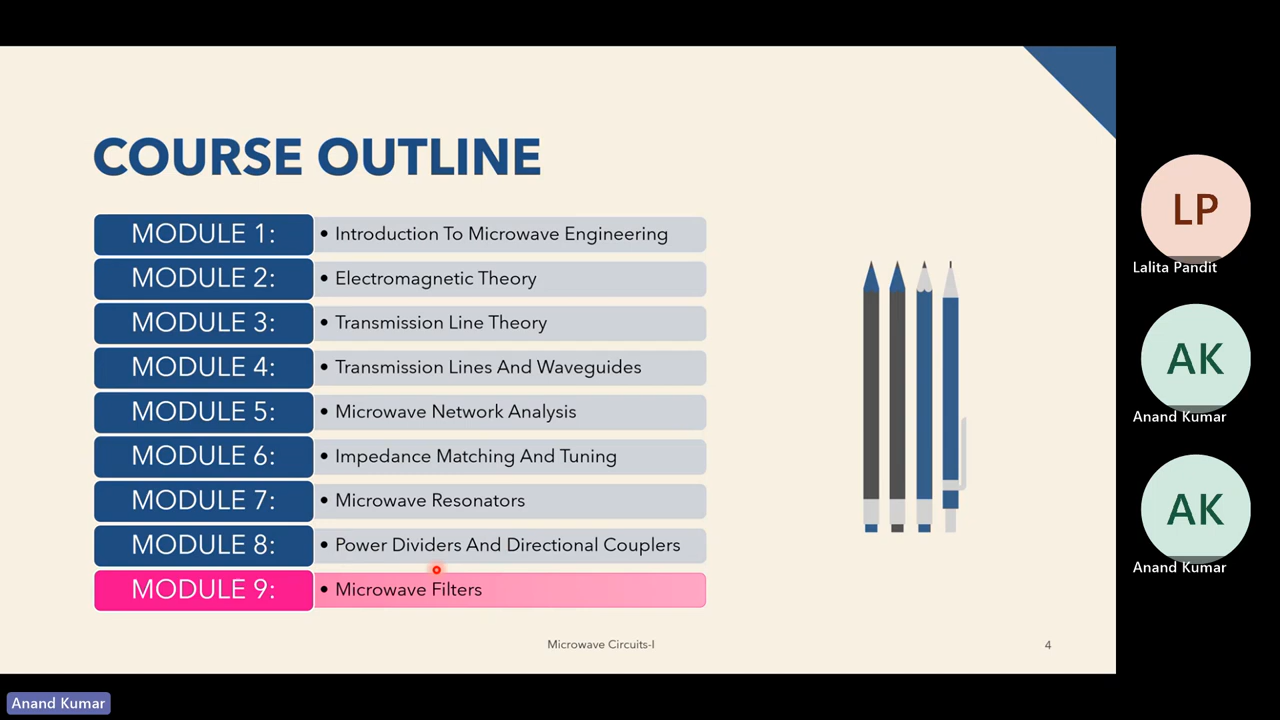 COURSE OUTLINE
MODULE 1: • Introduction To Microwave Engineering
MODULE 2: • Electromagnetic Theory
MODULE 3: • Transmission Line Theory
MODULE 4: • Transmission Lines And Waveguides
MODULE 5: • Microwave Network Analysis
MODULE 6: • Impedance Matching And Tuning
MODULE 7: • Microwave Resonators
MODULE 8: • Power Dividers And Directional Couplers
MODULE 9: • Microwave Filters
Microwave Circuits-I
4
LP
Lalita Pandit
AK
Anand Kumar
AK
Anand Kumar
Anand Kumar